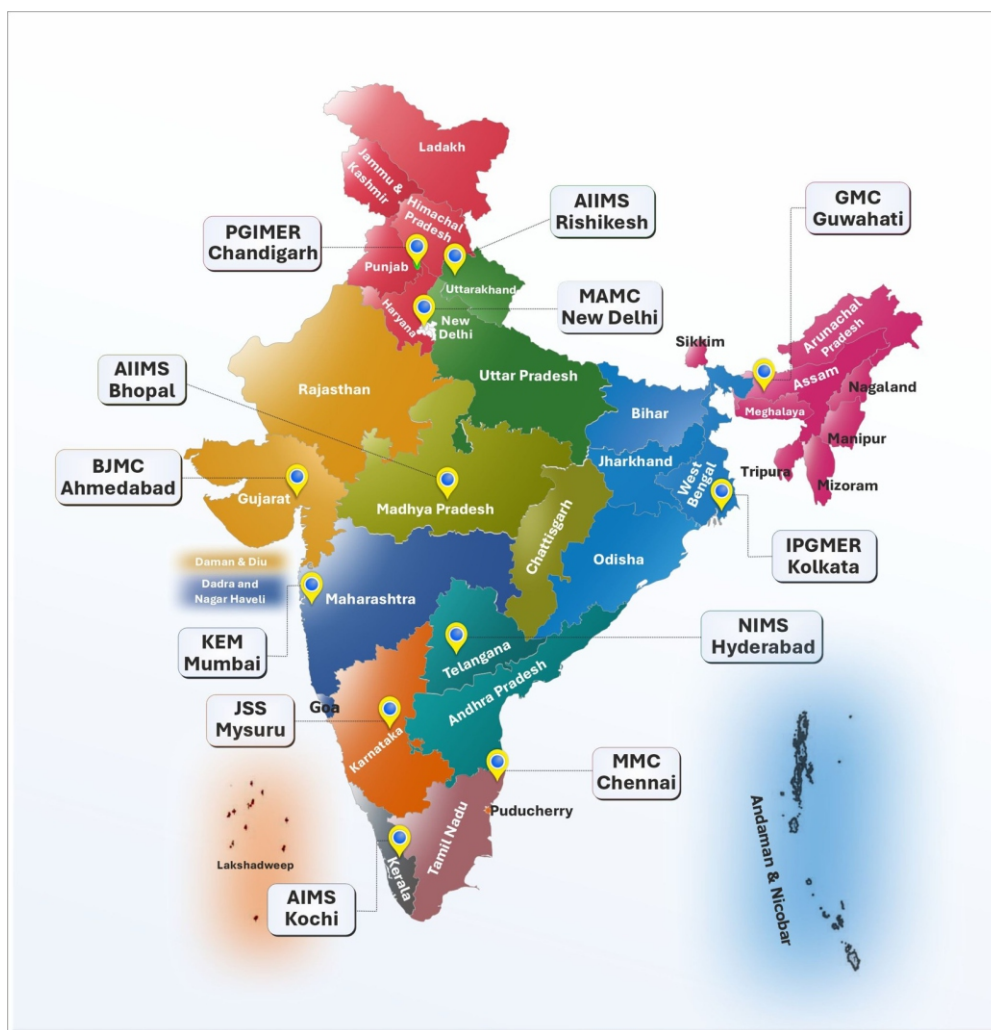 Ladakh
Jammu &
Kashmir
Himachal
Pradesh
AIIMS
Rishikesh
GMC
Guwahati
PGIMER
Chandigarh
Punjab
Uttarakhand
MAMC
New Delhi
Haryana
New
Delhi
Arunachal
Pradesh
Sikkim
Assam
Nagaland
AIIMS
Bhopal
Rajasthan
Uttar Pradesh
Bihar
Meghalaya
Manipur
BJMC
Ahmedabad
Gujarat
Madhya Pradesh
Jharkhand
West
Bengal
Tripura
Mizoram
Chattisgarh
Odisha
IPGMER
Kolkata
Daman & Diu
Dadra and
Nagar Haveli
Maharashtra
KEM
Mumbai
Telangana
NIMS
Hyderabad
Andhra Pradesh
JSS
Mysuru
Goa
Karnataka
MMC
Chennai
Puducherry
Tamil Nadu
Lakshadweep
Kerala
AIMS
Kochi
Andaman & Nicobar